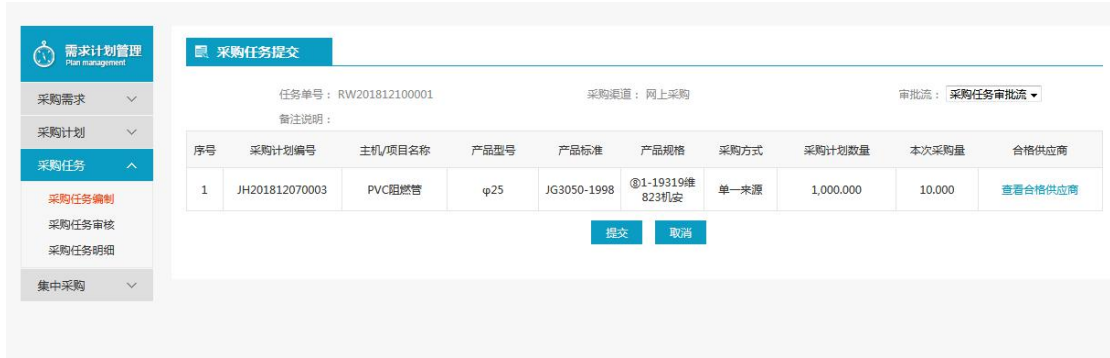 需求计划管理
Plan management
采购需求
采购计划
采购任务
采购任务编制
采购任务审核
采购任务明细
集中采购
采购任务提交
任务单号： RW201812100001 采购渠道： 网上采购 审批流： 采购任务审批流
备注说明：
序号 采购计划编号 主机/项目名称 产品型号 产品标准 产品规格 采购方式 采购计划数量 本次采购量 合格供应商
1 JH201812070003 PVC阻燃管 φ25 JG3050-1998 ⑧1-19319维 单一来源 1,000.000 10.000 查看合格供应商
823机安
提交 取消